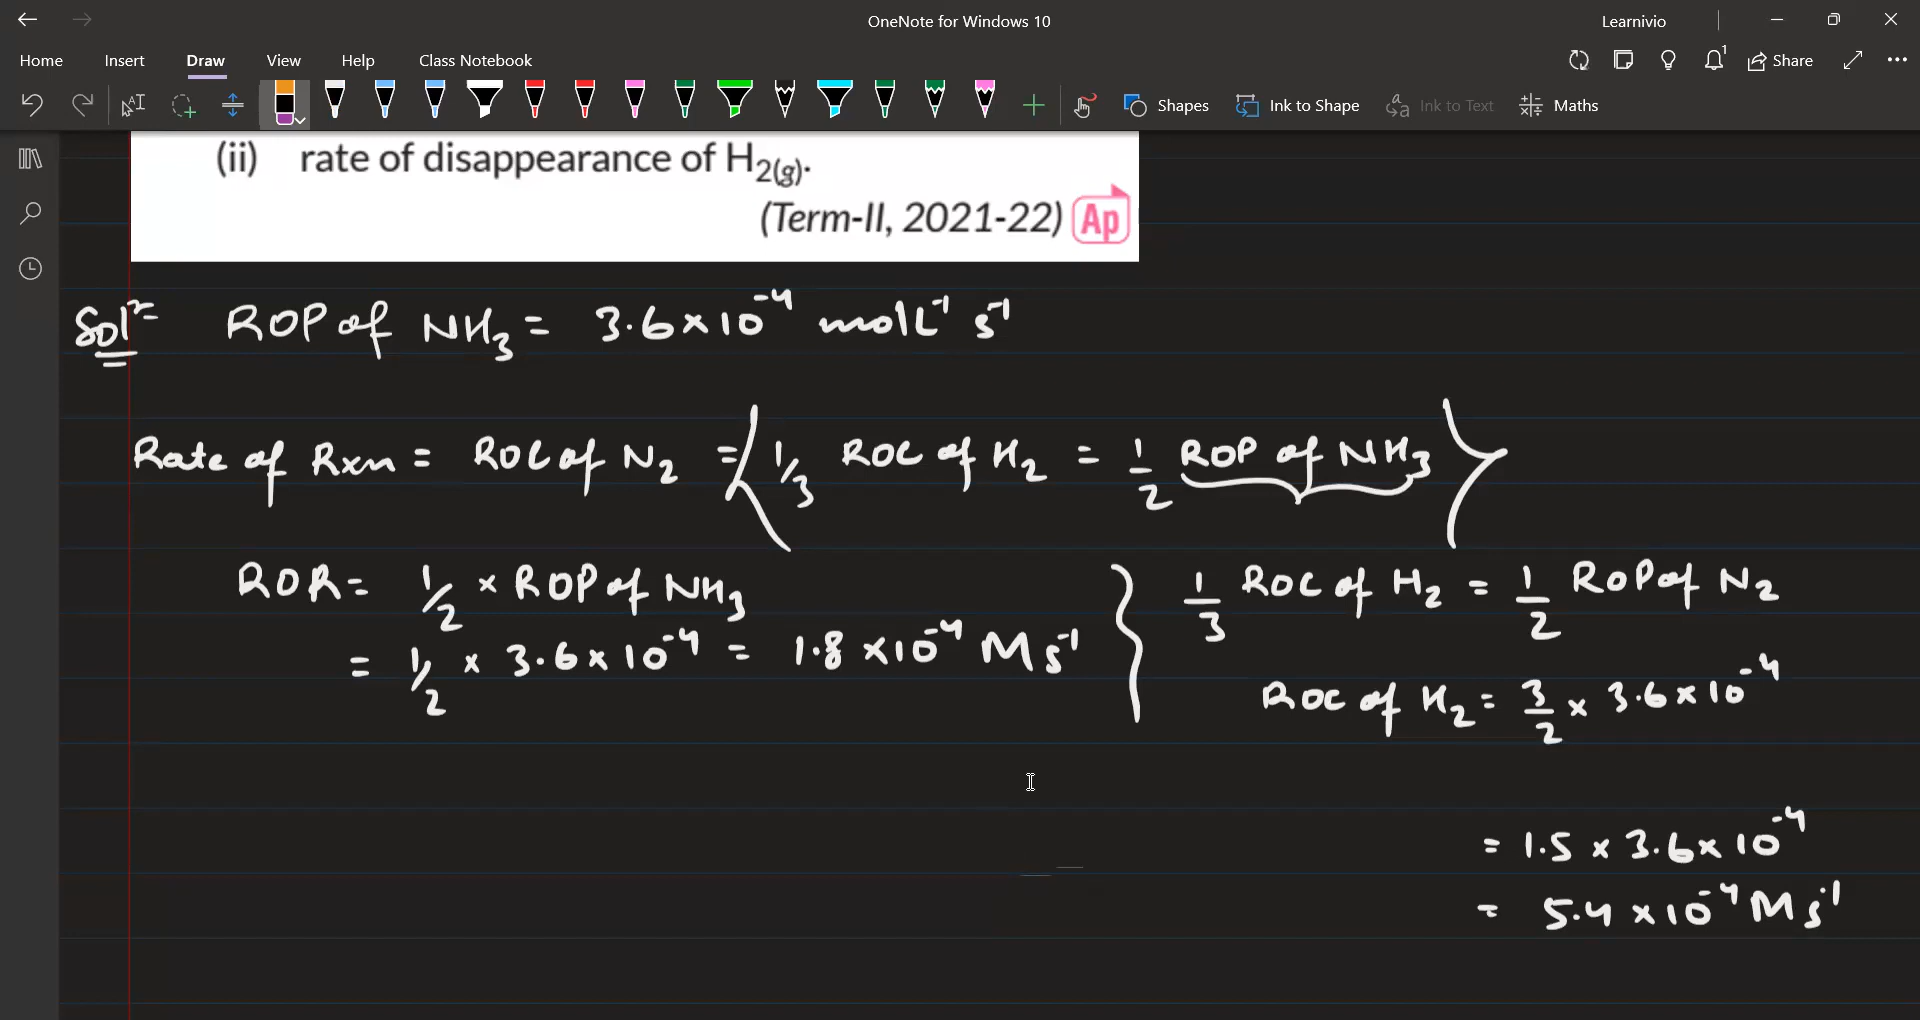 OneNote for Windows 10
Learnivio
Home Insert Draw View Help Class Notebook
1 Share
Shapes Ink to Shape Ink to Text Maths
(ii) rate of disappearance of H₂₍g₎.
(Term-II, 2021-22) Ap
Solⁿ ROP of NH₃ = 3.6 × 10⁻⁴ mol L⁻¹ s⁻¹
Rate of Rxn = ROC of N₂ = 1/3 ROC of H₂ = 1/2 ROP of NH₃
ROR = 1/2 × ROP of NH₃
= 1/2 × 3.6 × 10⁻⁴ = 1.8 × 10⁻⁴ M s⁻¹
1/3 ROC of H₂ = 1/2 ROP of N₂
ROC of H₂ = 3/2 × 3.6 × 10⁻⁴
= 1.5 × 3.6 × 10⁻⁴
= 5.4 × 10⁻⁴ M s⁻¹